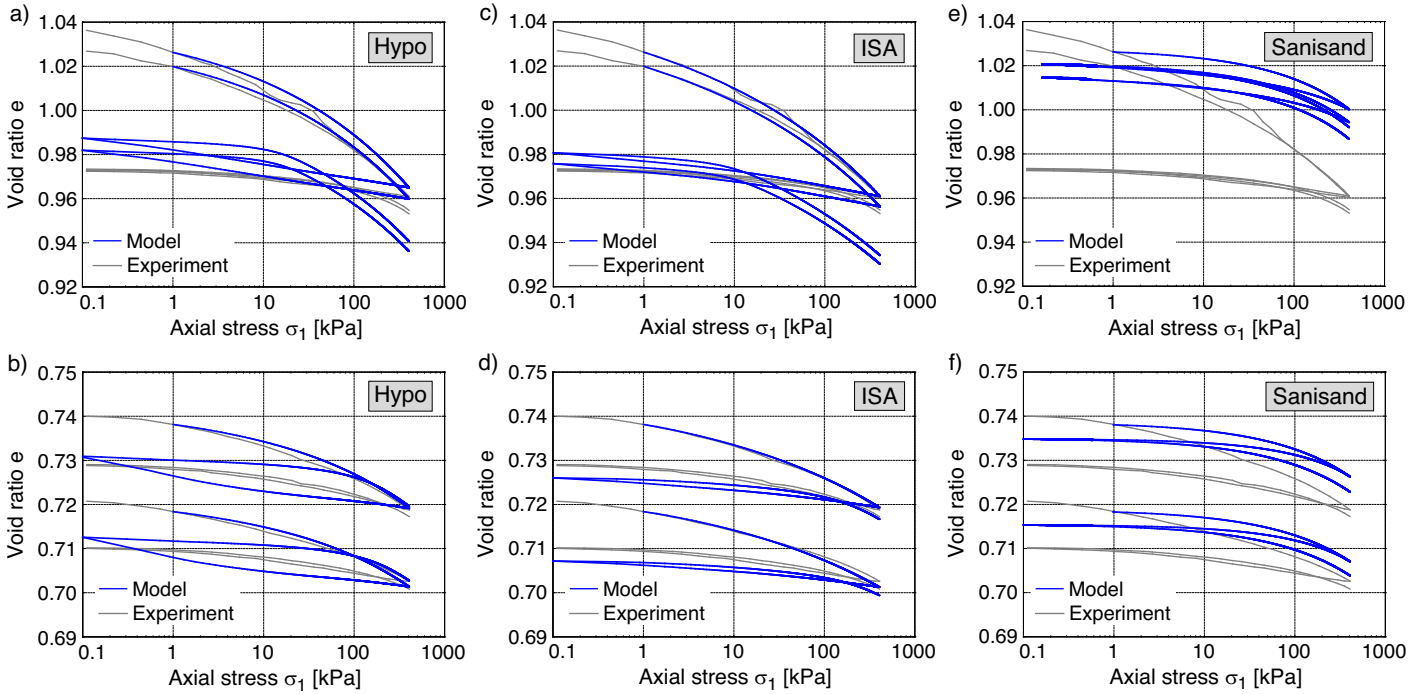 a)
Hypo
1.04
1.02
1.00
0.98
0.96
0.94
0.92
Void ratio e
Model
Experiment
0.1 1 10 100 1000
Axial stress σ1 [kPa]
c)
ISA
1.04
1.02
1.00
0.98
0.96
0.94
0.92
Void ratio e
Model
Experiment
0.1 1 10 100 1000
Axial stress σ1 [kPa]
e)
Sanisand
1.04
1.02
1.00
0.98
0.96
0.94
0.92
Void ratio e
Model
Experiment
0.1 1 10 100 1000
Axial stress σ1 [kPa]
b)
Hypo
0.75
0.74
0.73
0.72
0.71
0.70
0.69
Void ratio e
Model
Experiment
0.1 1 10 100 1000
Axial stress σ1 [kPa]
d)
ISA
0.75
0.74
0.73
0.72
0.71
0.70
0.69
Void ratio e
Model
Experiment
0.1 1 10 100 1000
Axial stress σ1 [kPa]
f)
Sanisand
0.75
0.74
0.73
0.72
0.71
0.70
0.69
Void ratio e
Model
Experiment
0.1 1 10 100 1000
Axial stress σ1 [kPa]